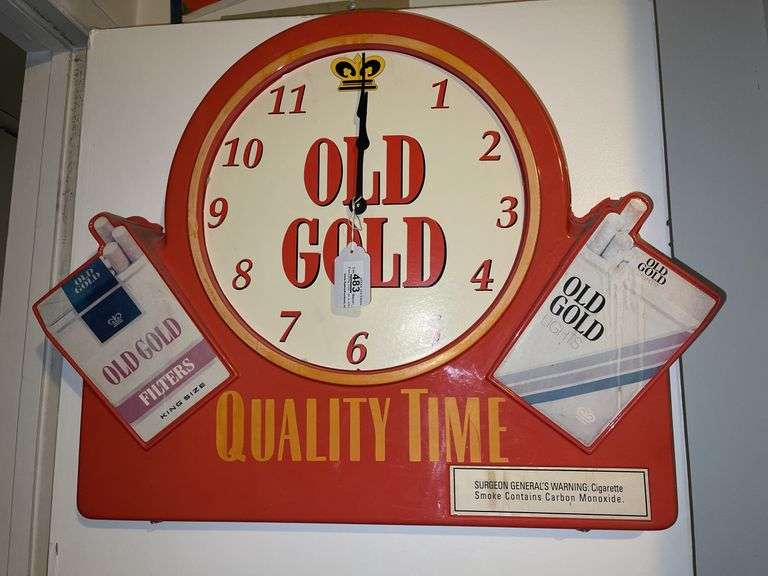 11
1
10
2
9
3
8
4
7
6
OLD
GOLD
483
OLD
GOLD
OLD GOLD
FILTERS
KING SIZE
OLD
GOLD
OLD
GOLD
LIGHTS
QUALITY TIME
SURGEON GENERAL'S WARNING: Cigarette
Smoke Contains Carbon Monoxide.